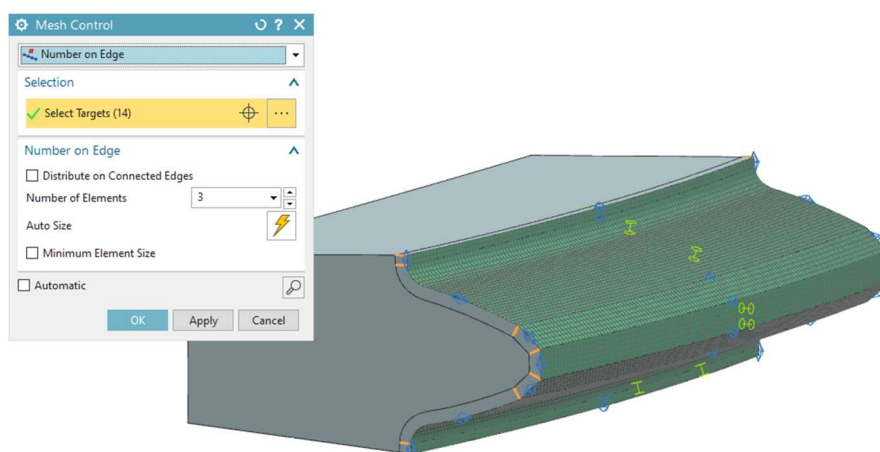 Mesh Control
Number on Edge
Selection
Select Targets (14)
Number on Edge
Distribute on Connected Edges
Number of Elements 3
Auto Size
Minimum Element Size
Automatic
OK Apply Cancel